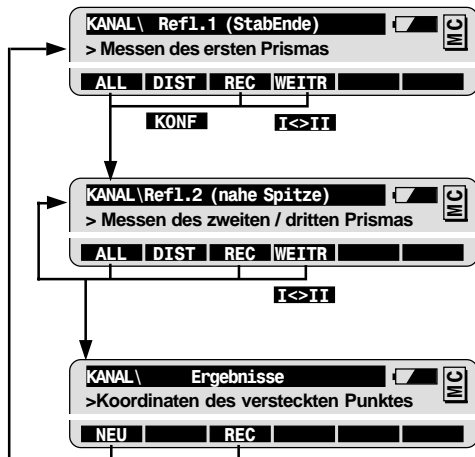 KANAL\ Refl.1 (StabEnde)
MC
> Messen des ersten Prismas
ALL DIST REC WEITR
KONF I<>II
KANAL\Refl.2 (nahe Spitze)
MC
> Messen des zweiten / dritten Prismas
ALL DIST REC WEITR
I<>II
KANAL\ Ergebnisse
MC
>Koordinaten des versteckten Punktes
NEU REC